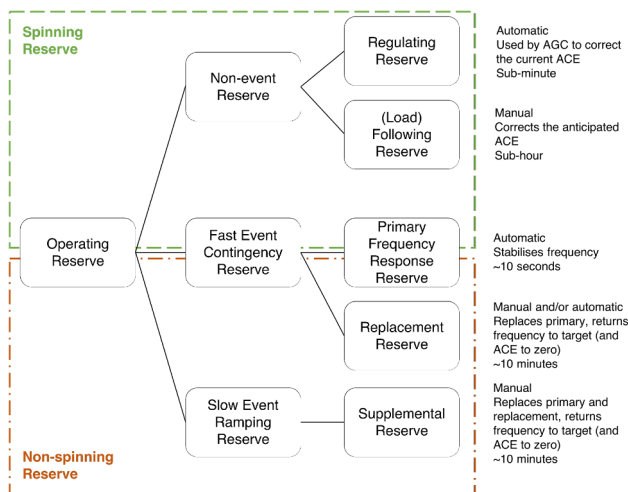 Spinning
Reserve
Regulating
Reserve
Automatic
Used by AGC to correct
the current ACE
Sub-minute
Non-event
Reserve
(Load)
Following
Reserve
Manual
Corrects the anticipated
ACE
Sub-hour
Operating
Reserve
Fast Event
Contingency
Reserve
Primary
Frequency
Response
Reserve
Automatic
Stabilises frequency
~10 seconds
Replacement
Reserve
Manual and/or automatic
Replaces primary, returns
frequency to target (and
ACE to zero)
~10 minutes
Slow Event
Ramping
Reserve
Supplemental
Reserve
Manual
Replaces primary and
replacement, returns
frequency to target (and
ACE to zero)
~10 minutes
Non-spinning
Reserve